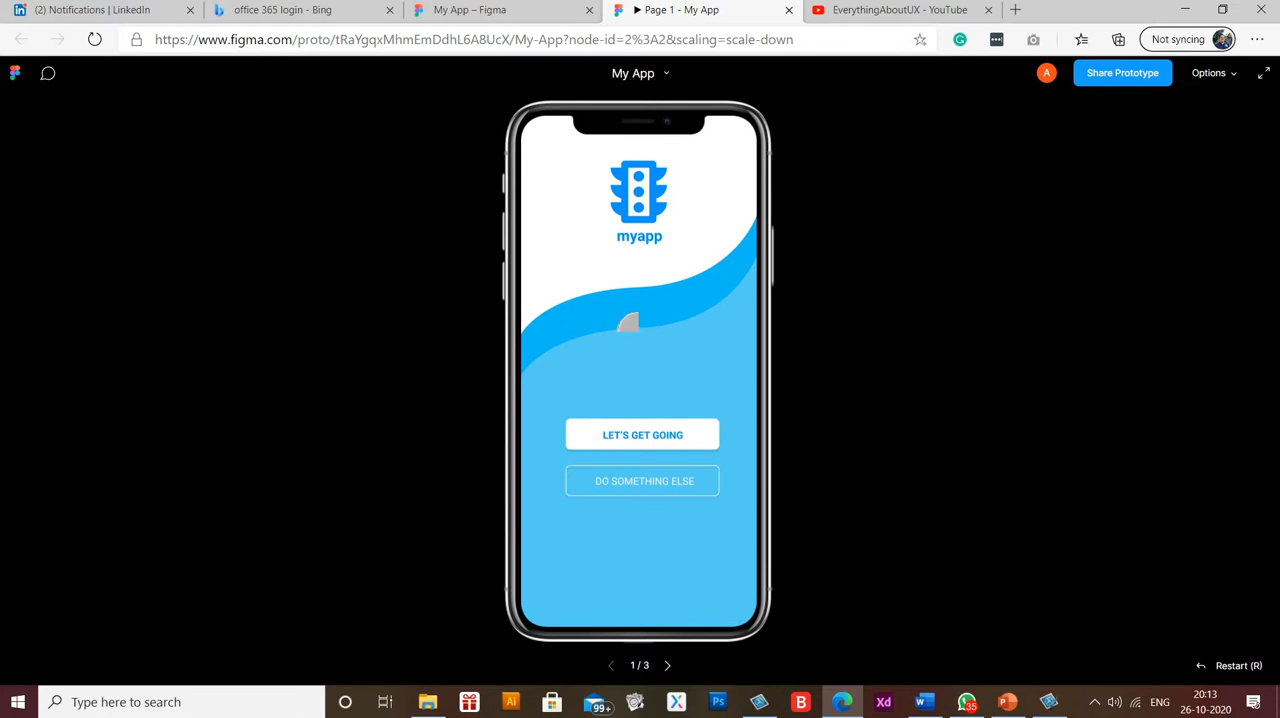 (2) Notifications | LinkedIn
office 365 login - Bing
My App – Figma
▶ Page 1 - My App
EverythingAboutUX - YouTube
https://www.figma.com/proto/tRaYgqxMhmEmDdhL6A8UcX/My-App?node-id=2%3A2&scaling=scale-down
Not syncing
My App
A
Share Prototype
Options
myapp
LET'S GET GOING
DO SOMETHING ELSE
1 / 3
Restart (R)
Type here to search
99+
35
ENG
20:13
26-10-2020